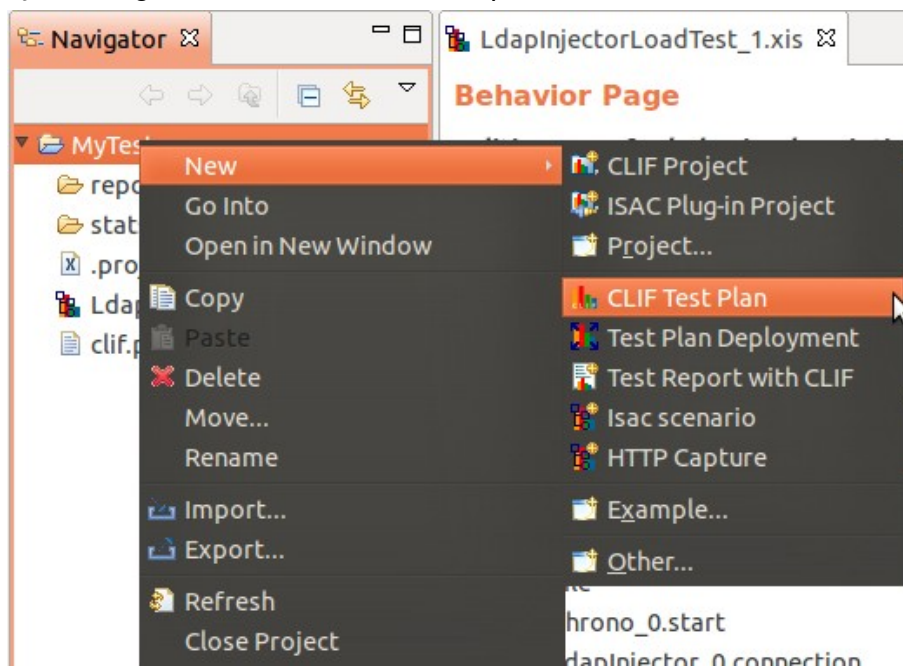 Navigator
LdapInjectorLoadTest_1.xis
Behavior Page
MyTes
New
CLIF Project
repo
Go Into
ISAC Plug-in Project
stat
Open in New Window
Project...
.pro
Copy
CLIF Test Plan
Ldap
Paste
Test Plan Deployment
clif.p
Delete
Test Report with CLIF
Move...
Isac scenario
Rename
HTTP Capture
Import...
Example...
Export...
Other...
Refresh
hrono_0.start
Close Project
dapInjector_0.connection